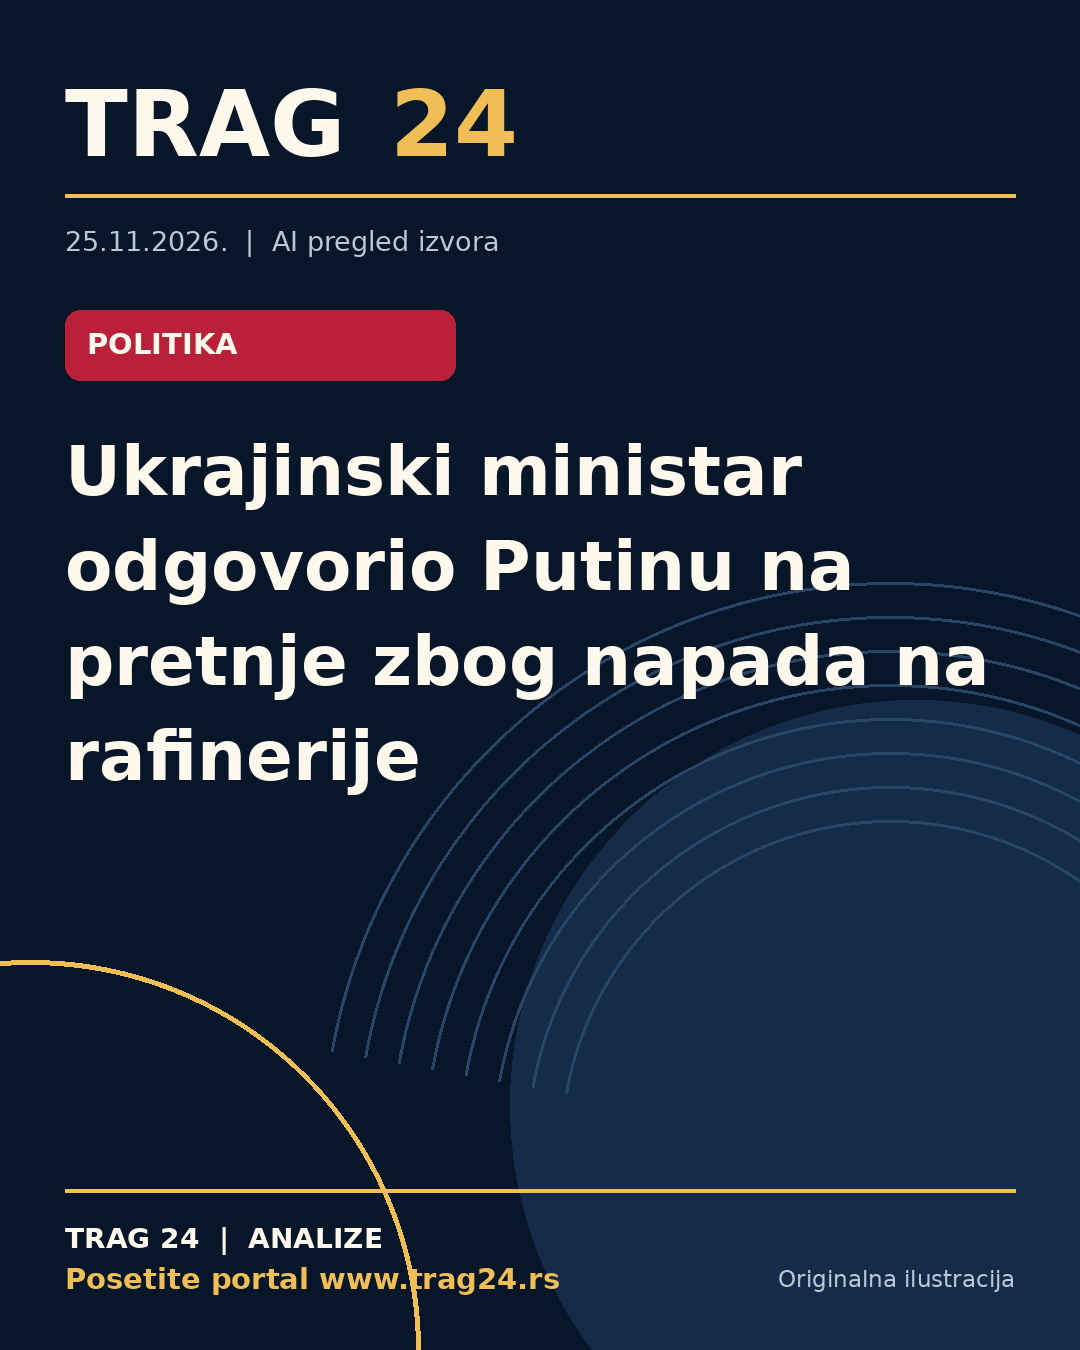 TRAG 24
25.11.2026. | AI pregled izvora
POLITIKA
Ukrajinski ministar
odgovorio Putinu na
pretnje zbog napada na
rafinerije
TRAG 24 | ANALIZE
Posetite portal www.trag24.rs
Originalna ilustracija